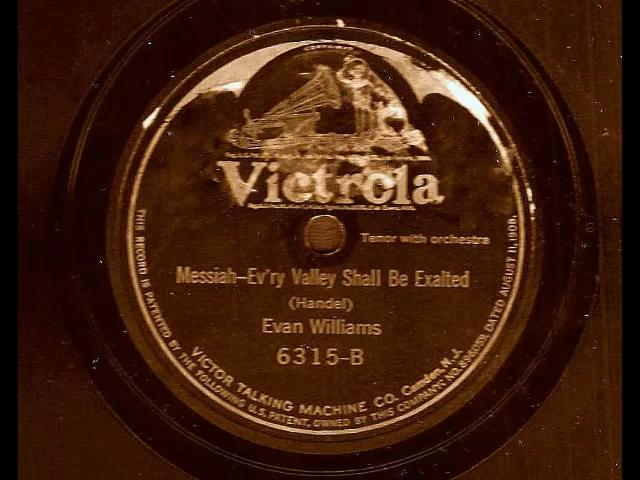 Victrola
Tenor with orchestra
Messiah—Ev'ry Valley Shall Be Exalted
(Handel)
Evan Williams
6315-B
VICTOR TALKING MACHINE CO. Camden, N.J.
THIS RECORD IS PATENTED BY THE FOLLOWING U.S. PATENT, OWNED BY THIS COMPANY: NO. 896059, DATED AUGUST 11, 1908.